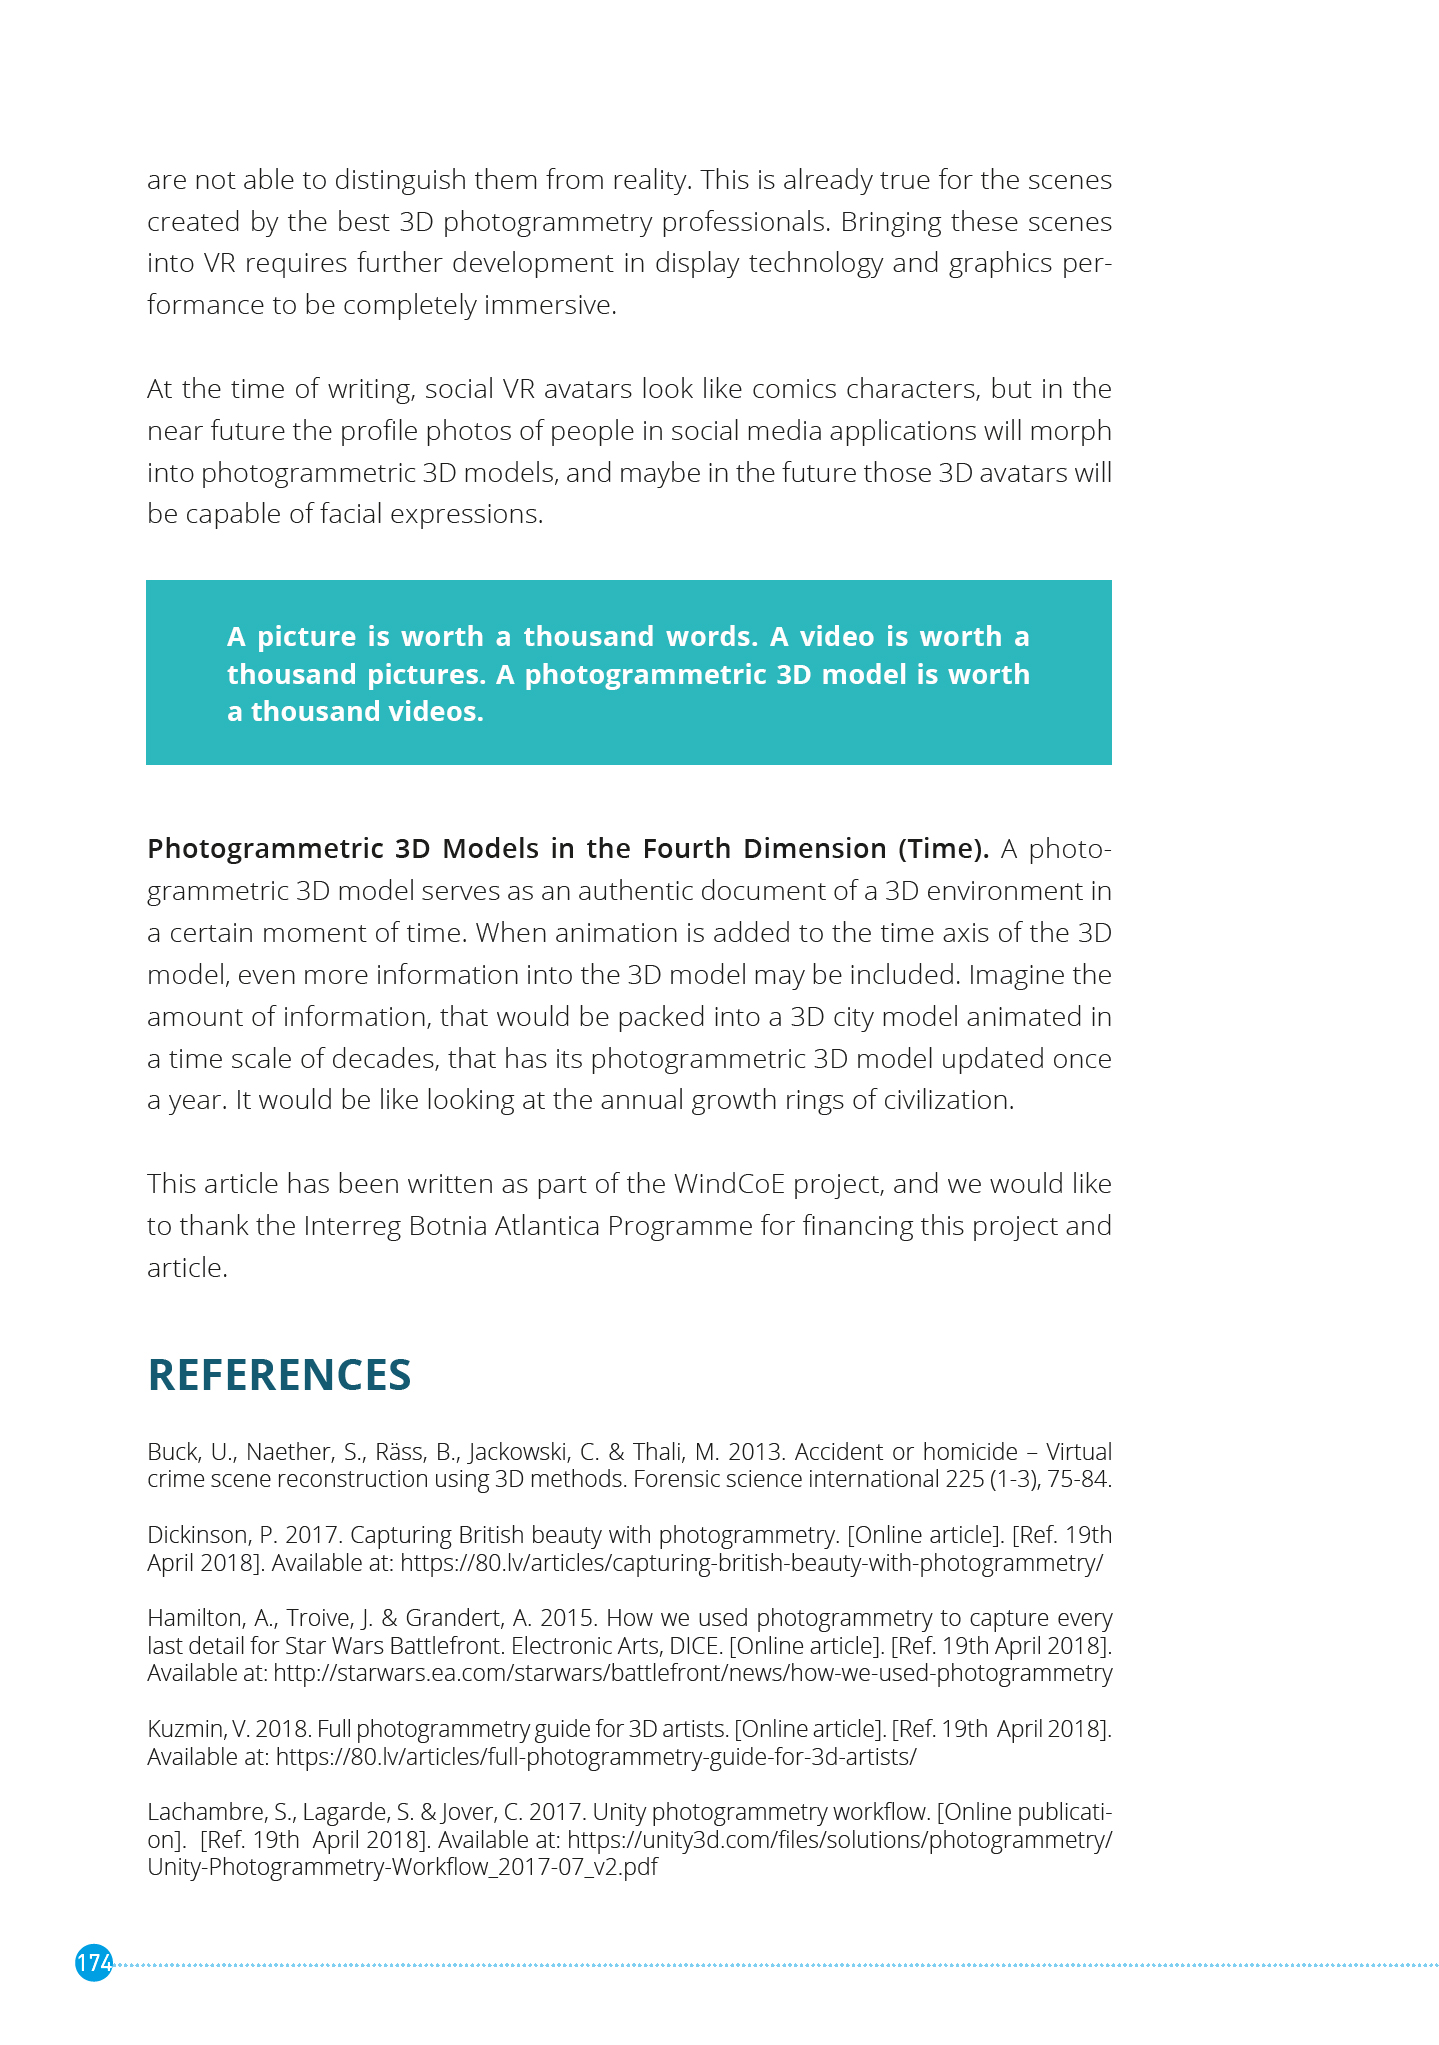 are not able to distinguish them from reality. This is already true for the scenes
created by the best 3D photogrammetry professionals. Bringing these scenes
into VR requires further development in display technology and graphics per-
formance to be completely immersive.
At the time of writing, social VR avatars look like comics characters, but in the
near future the profile photos of people in social media applications will morph
into photogrammetric 3D models, and maybe in the future those 3D avatars will
be capable of facial expressions.
A picture is worth a thousand words. A video is worth a
thousand pictures. A photogrammetric 3D model is worth
a thousand videos.
Photogrammetric 3D Models in the Fourth Dimension (Time). A photo-
grammetric 3D model serves as an authentic document of a 3D environment in
a certain moment of time. When animation is added to the time axis of the 3D
model, even more information into the 3D model may be included. Imagine the
amount of information, that would be packed into a 3D city model animated in
a time scale of decades, that has its photogrammetric 3D model updated once
a year. It would be like looking at the annual growth rings of civilization.
This article has been written as part of the WindCoE project, and we would like
to thank the Interreg Botnia Atlantica Programme for financing this project and
article.
REFERENCES
Buck, U., Naether, S., Räss, B., Jackowski, C. & Thali, M. 2013. Accident or homicide – Virtual
crime scene reconstruction using 3D methods. Forensic science international 225 (1-3), 75-84.
Dickinson, P. 2017. Capturing British beauty with photogrammetry. [Online article]. [Ref. 19th
April 2018]. Available at: https://80.lv/articles/capturing-british-beauty-with-photogrammetry/
Hamilton, A., Troive, J. & Grandert, A. 2015. How we used photogrammetry to capture every
last detail for Star Wars Battlefront. Electronic Arts, DICE. [Online article]. [Ref. 19th April 2018].
Available at: http://starwars.ea.com/starwars/battlefront/news/how-we-used-photogrammetry
Kuzmin, V. 2018. Full photogrammetry guide for 3D artists. [Online article]. [Ref. 19th April 2018].
Available at: https://80.lv/articles/full-photogrammetry-guide-for-3d-artists/
Lachambre, S., Lagarde, S. & Jover, C. 2017. Unity photogrammetry workflow. [Online publicati-
on]. [Ref. 19th April 2018]. Available at: https://unity3d.com/files/solutions/photogrammetry/
Unity-Photogrammetry-Workflow_2017-07_v2.pdf
174